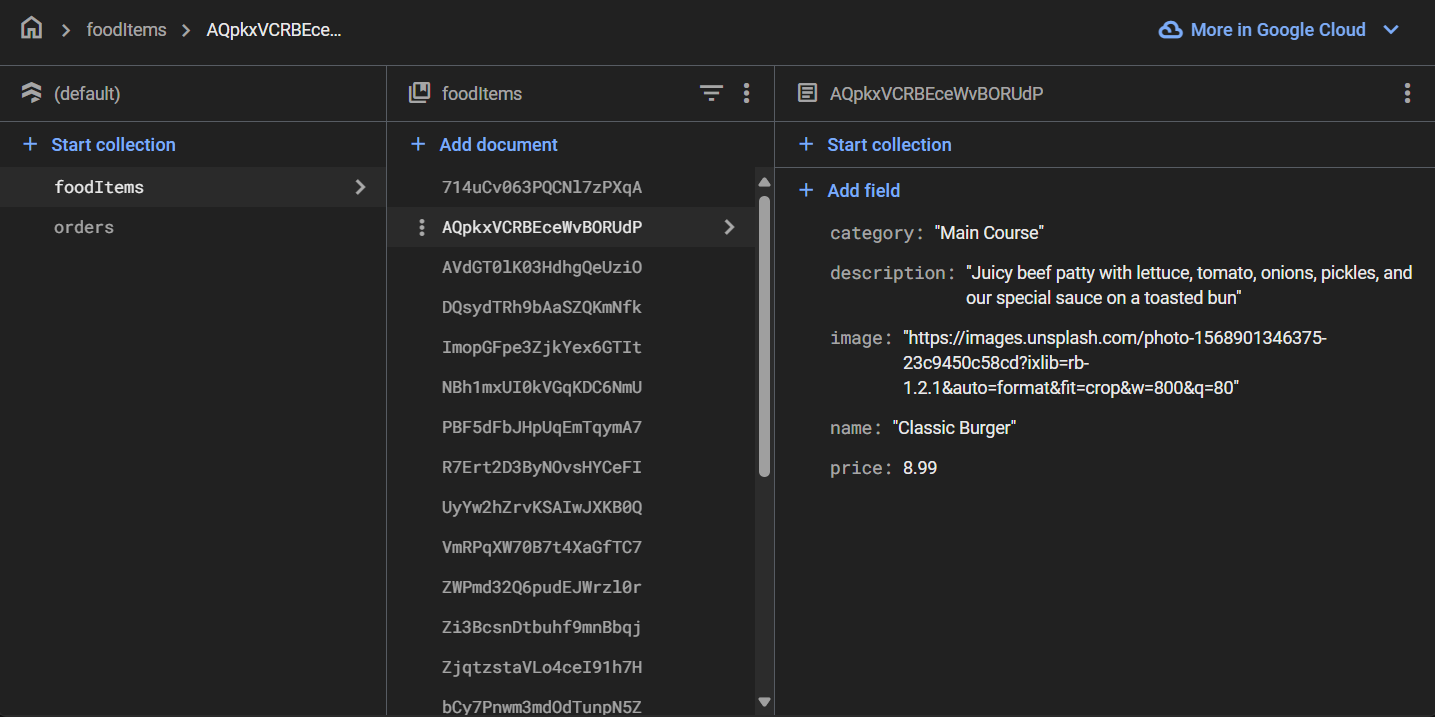 foodItems
AQpkxVCRBEce…
More in Google Cloud
(default)
Start collection
foodItems
orders
foodItems
Add document
714uCv063PQCNl7zPXqA
AQpkxVCRBEceWvBORUdP
AVdGT0lK03HdhgQeUziO
DQsydTRh9bAaSZQKmNfk
ImopGFpe3ZjkYex6GTIt
NBh1mxUI0kVGqKDC6NmU
PBF5dFbJHpUqEmTqymA7
R7Ert2D3ByNOvsHYCeFI
UyYw2hZrvKSAIwJXKB0Q
VmRPqXW70B7t4XaGfTC7
ZWPmd32Q6pudEJWrzl0r
Zi3BcsnDtbuhf9mnBbqj
ZjqtzstaVLo4ceI91h7H
bCy7Pnwm3mdOdTunpN5Z
AQpkxVCRBEceWvBORUdP
Start collection
Add field
category: "Main Course"
description: "Juicy beef patty with lettuce, tomato, onions, pickles, and
our special sauce on a toasted bun"
image: "https://images.unsplash.com/photo-1568901346375-
23c9450c58cd?ixlib=rb-
1.2.1&auto=format&fit=crop&w=800&q=80"
name: "Classic Burger"
price: 8.99